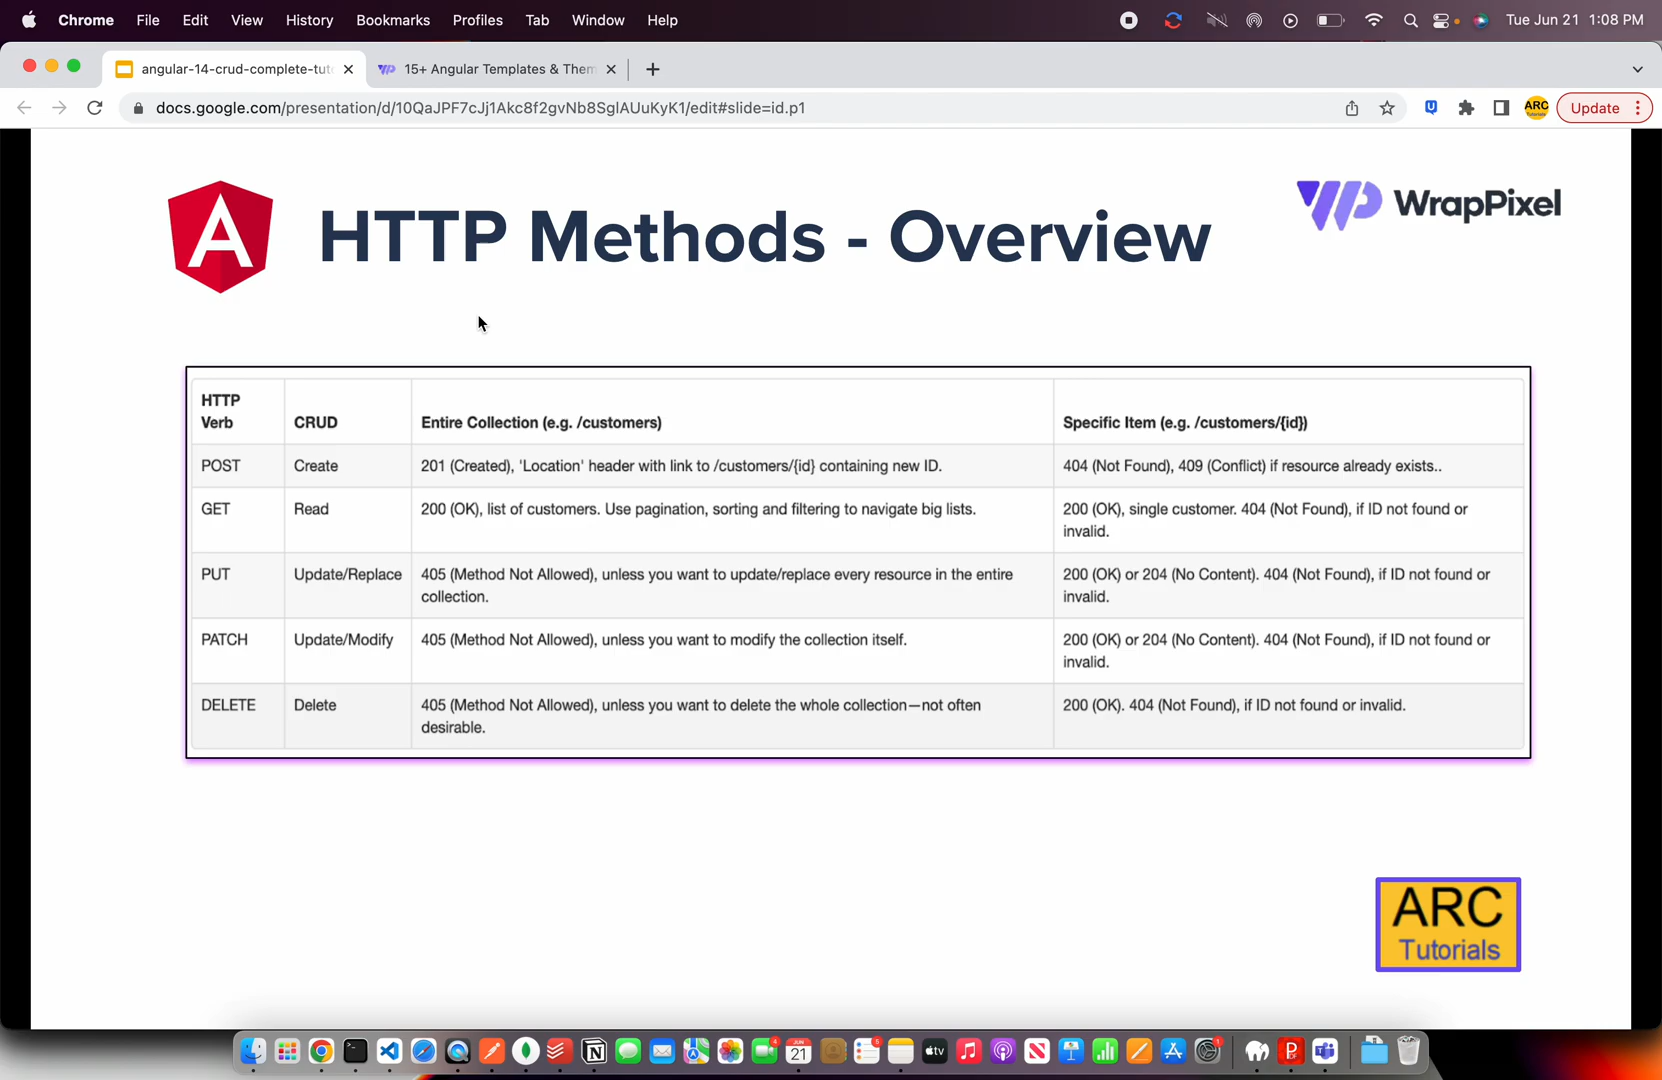 Chrome File Edit View History Bookmarks Profiles Tab Window Help Tue Jun 21 1:08 PM
angular-14-crud-complete-tut 15+ Angular Templates & Them
docs.google.com/presentation/d/10QaJPF7cJj1Akc8f2gvNb8SglAUuKyK1/edit#slide=id.p1 ARC Update
HTTP Methods - Overview
WrapPixel
HTTP
Verb CRUD Entire Collection (e.g. /customers) Specific Item (e.g. /customers/{id})
POST Create 201 (Created), 'Location' header with link to /customers/{id} containing new ID. 404 (Not Found), 409 (Conflict) if resource already exists..
GET Read 200 (OK), list of customers. Use pagination, sorting and filtering to navigate big lists. 200 (OK), single customer. 404 (Not Found), if ID not found or
invalid.
PUT Update/Replace 405 (Method Not Allowed), unless you want to update/replace every resource in the entire 200 (OK) or 204 (No Content). 404 (Not Found), if ID not found or
collection. invalid.
PATCH Update/Modify 405 (Method Not Allowed), unless you want to modify the collection itself. 200 (OK) or 204 (No Content). 404 (Not Found), if ID not found or
invalid.
DELETE Delete 405 (Method Not Allowed), unless you want to delete the whole collection—not often 200 (OK). 404 (Not Found), if ID not found or invalid.
desirable.
ARC
Tutorials
21 tv